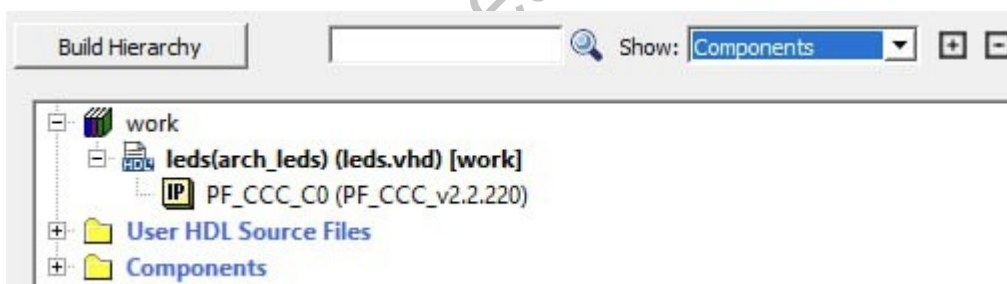 Build Hierarchy Show: Components
work
HDL leds(arch_leds) (leds.vhd) [work]
IP PF_CCC_C0 (PF_CCC_v2.2.220)
User HDL Source Files
Components